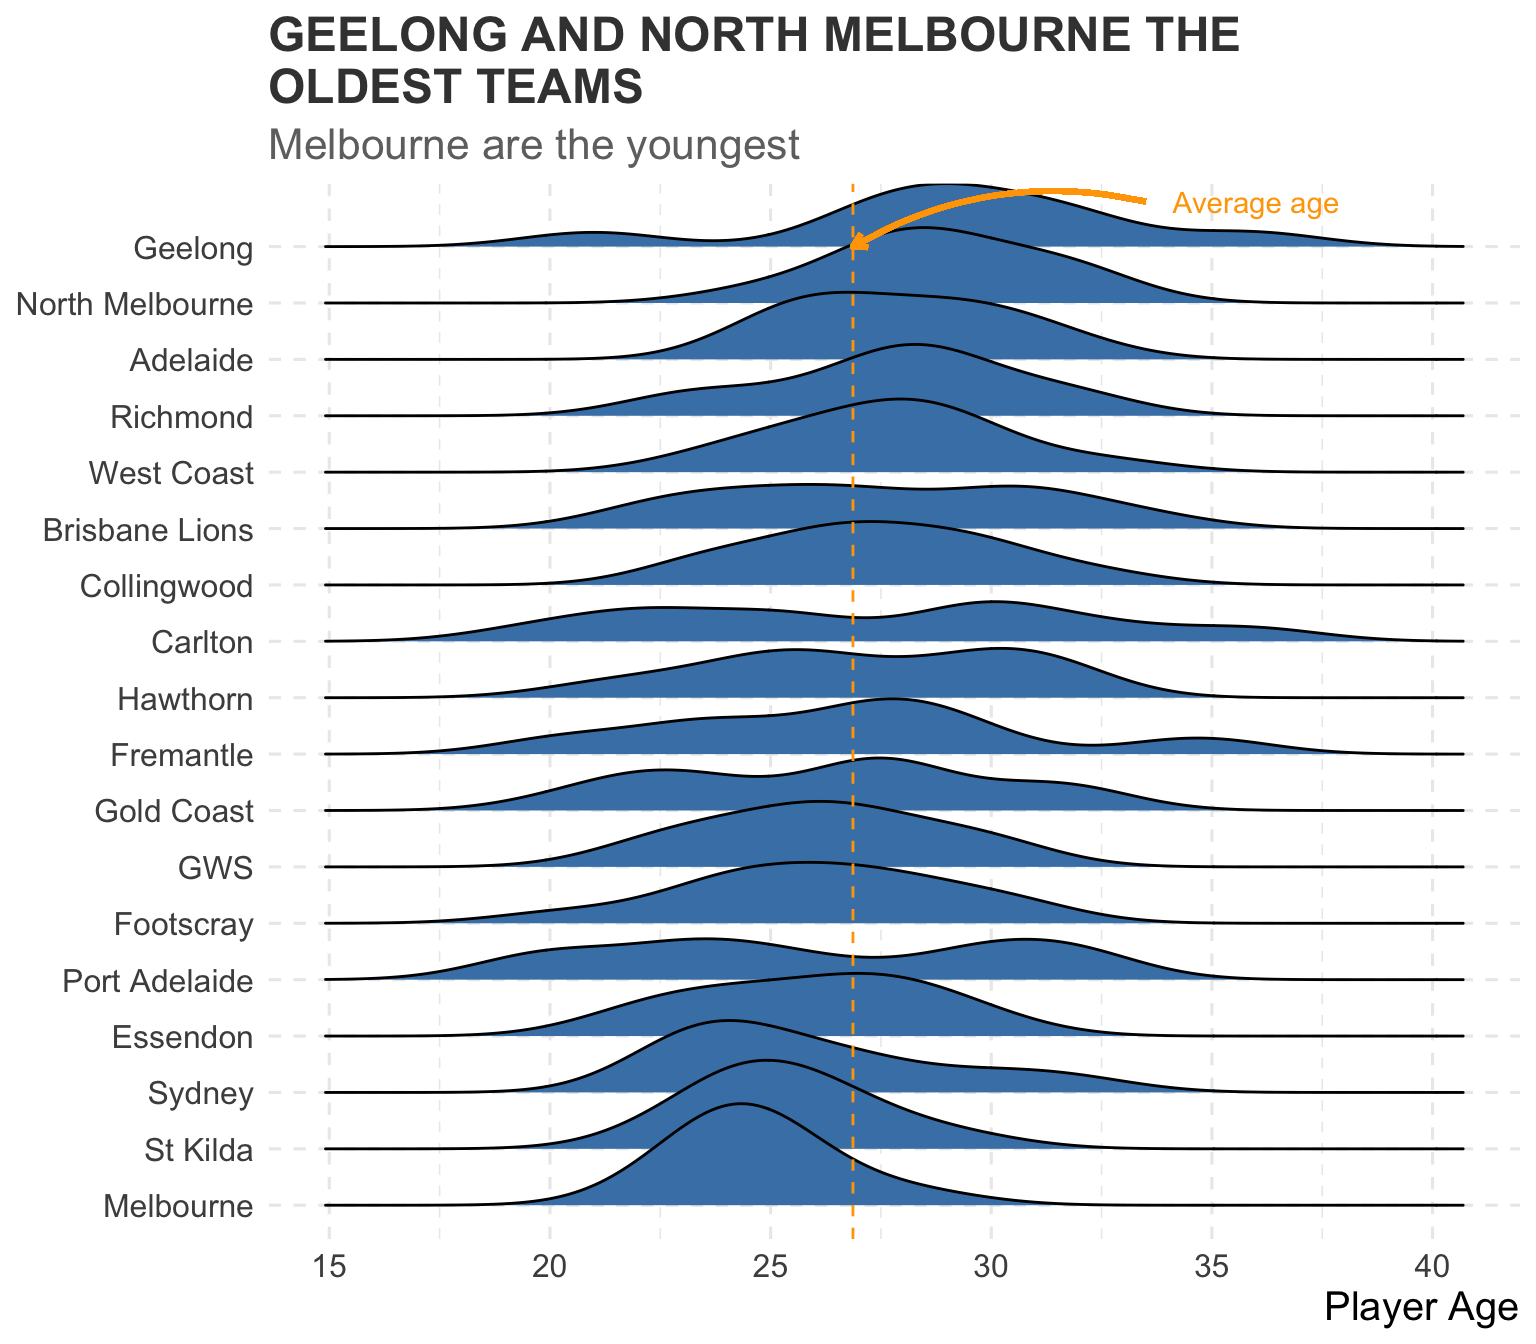 GEELONG AND NORTH MELBOURNE THE
OLDEST TEAMS
Melbourne are the youngest
Average age
Geelong
North Melbourne
Adelaide
Richmond
West Coast
Brisbane Lions
Collingwood
Carlton
Hawthorn
Fremantle
Gold Coast
GWS
Footscray
Port Adelaide
Essendon
Sydney
St Kilda
Melbourne
15 20 25 30 35 40
Player Age